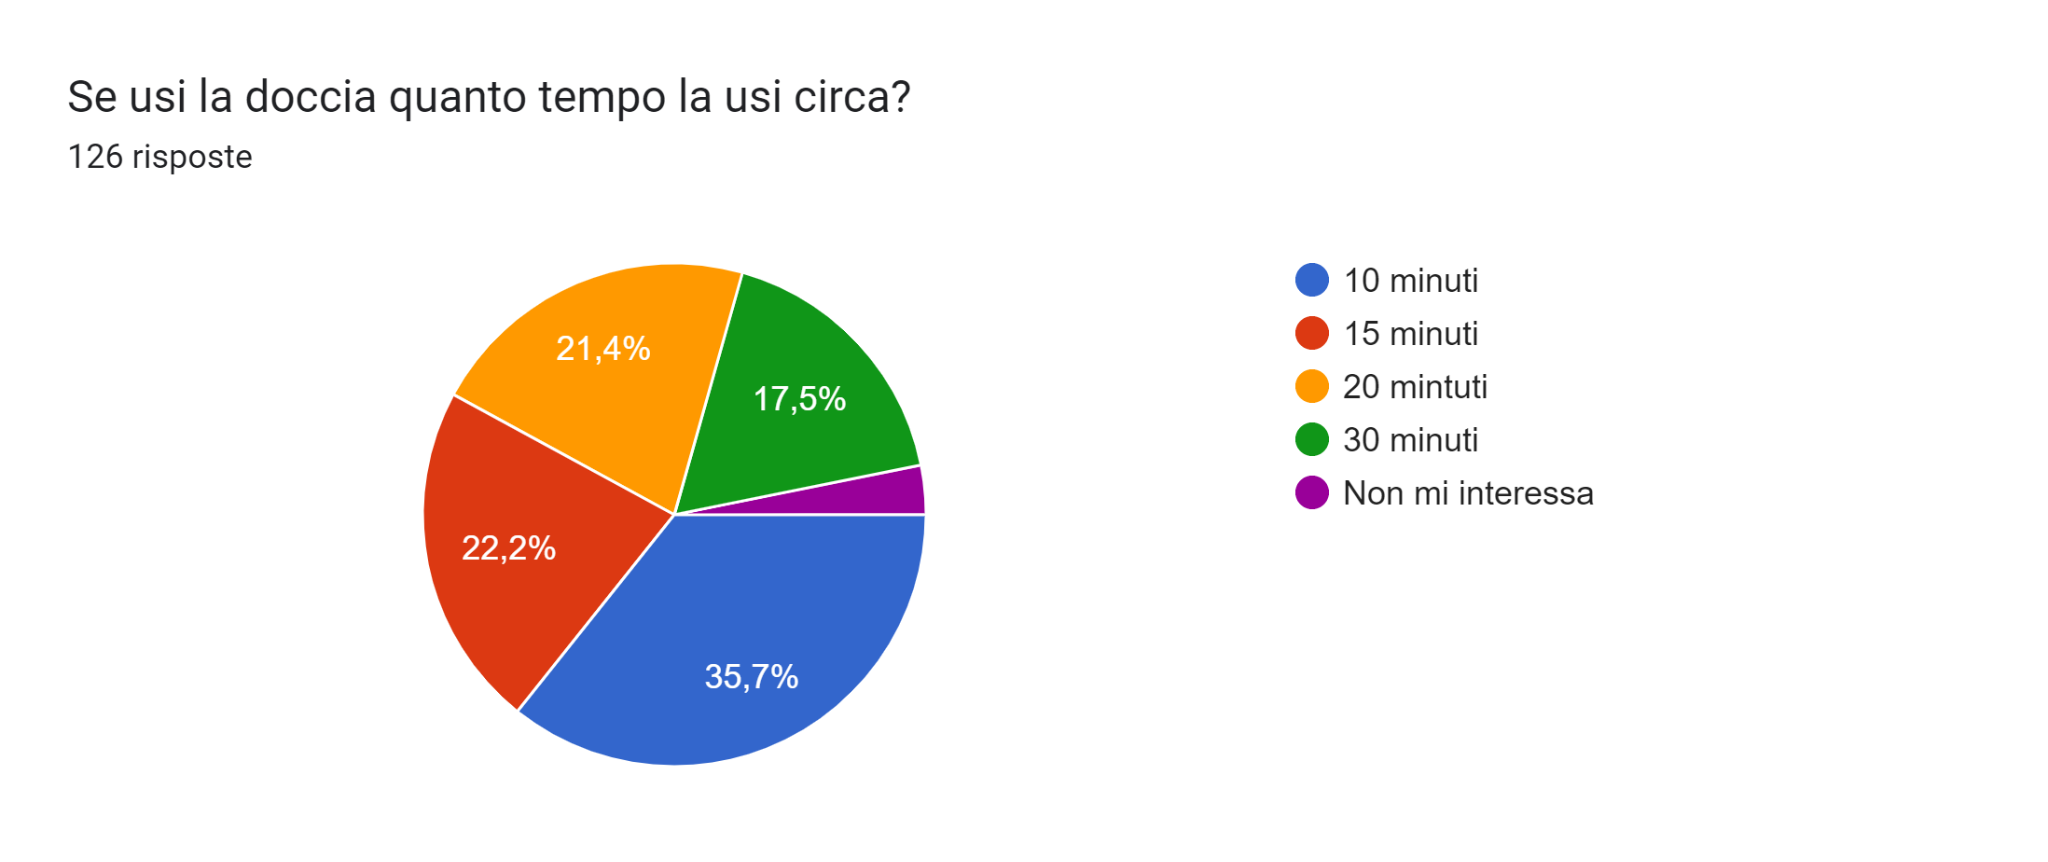 Se usi la doccia quanto tempo la usi circa?
126 risposte
21,4%
17,5%
22,2%
35,7%
10 minuti
15 minuti
20 mintuti
30 minuti
Non mi interessa